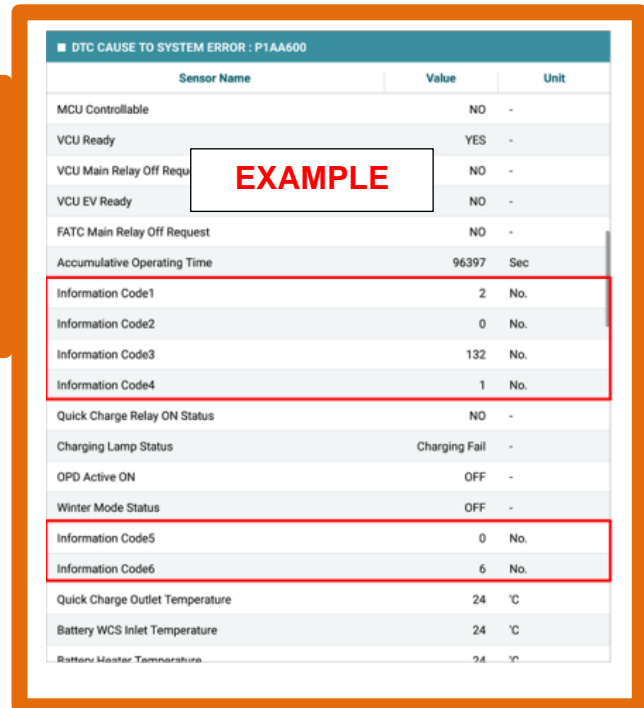 ■ DTC CAUSE TO SYSTEM ERROR : P1AA600
Sensor Name Value Unit
MCU Controllable NO -
VCU Ready YES -
VCU Main Relay Off Requ NO -
EXAMPLE
VCU EV Ready NO -
FATC Main Relay Off Request NO -
Accumulative Operating Time 96397 Sec
Information Code1 2 No.
Information Code2 0 No.
Information Code3 132 No.
Information Code4 1 No.
Quick Charge Relay ON Status NO -
Charging Lamp Status Charging Fail -
OPD Active ON OFF -
Winter Mode Status OFF -
Information Code5 0 No.
Information Code6 6 No.
Quick Charge Outlet Temperature 24 ℃
Battery WCS Inlet Temperature 24 ℃
Battery Heater Temperature 24 ℃